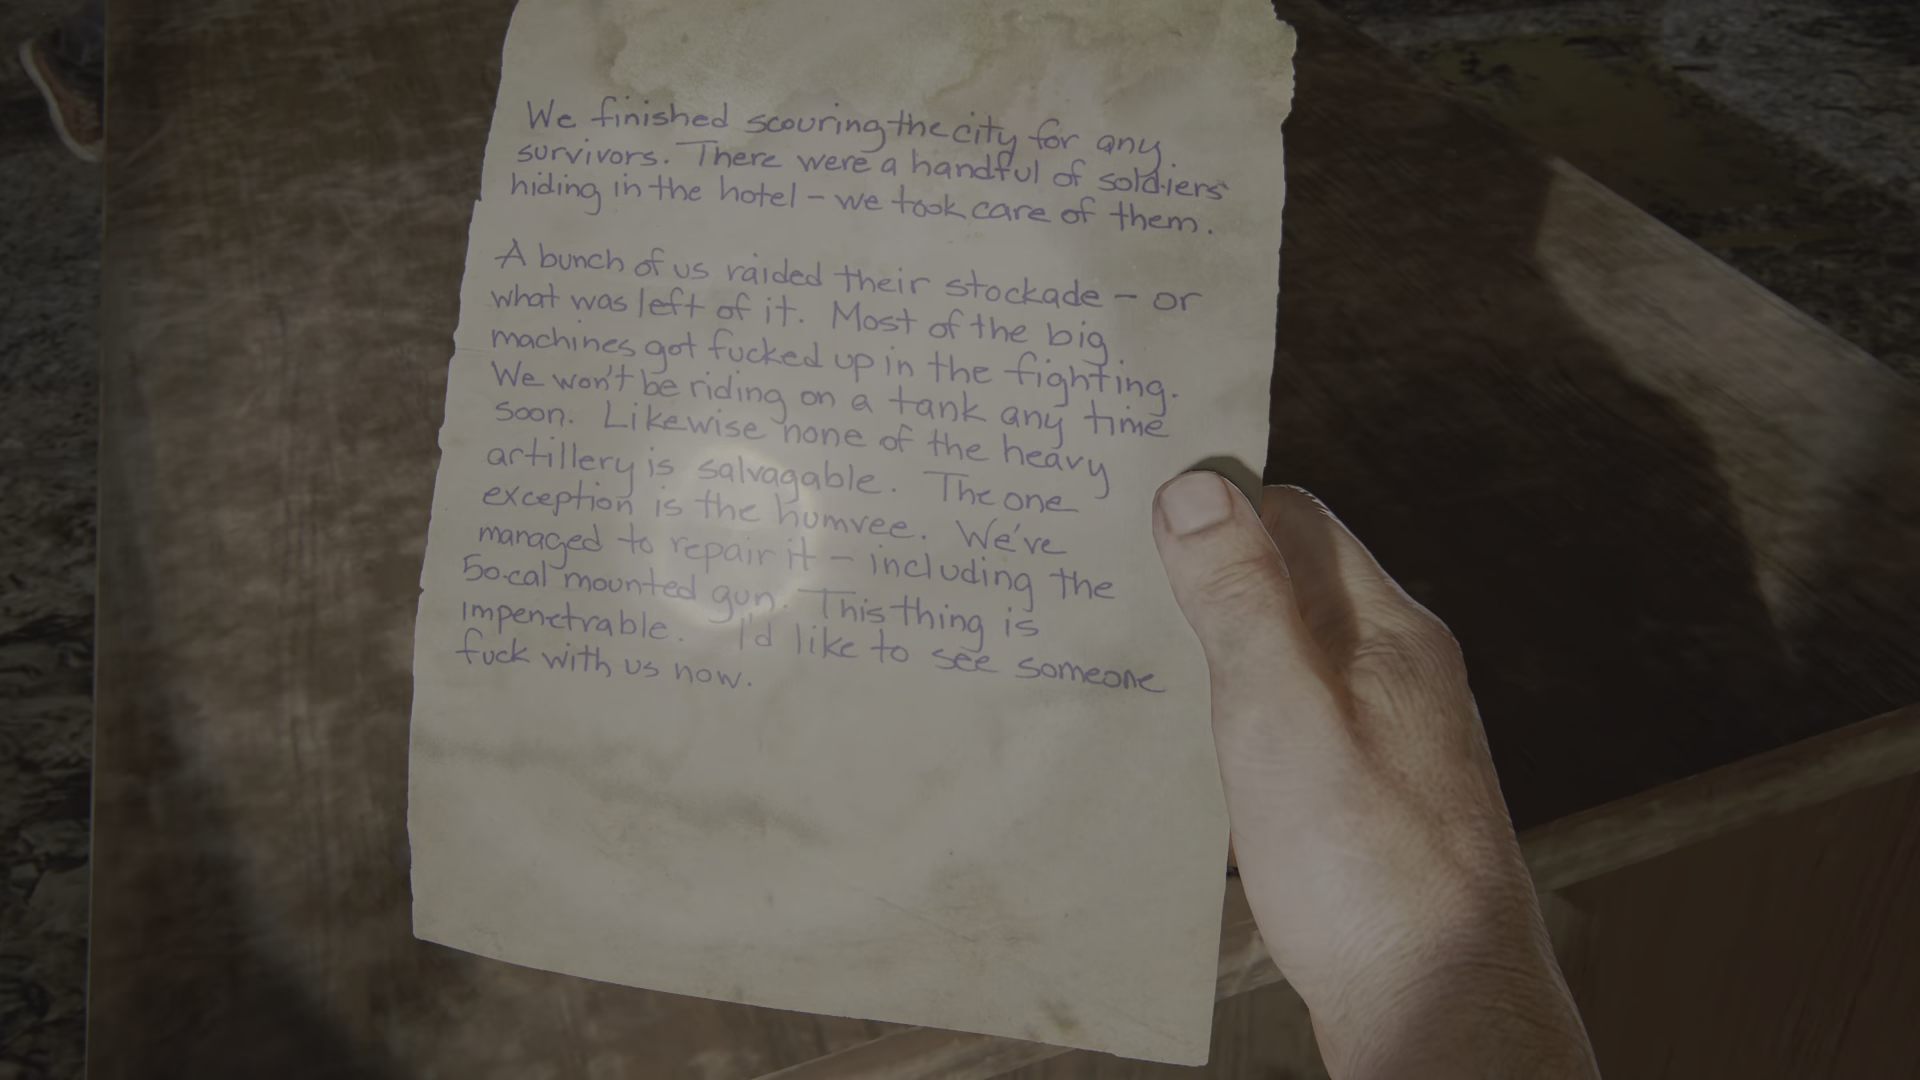 We finished scouring the city for any
survivors. There were a handful of soldiers
hiding in the hotel - we took care of them.
A bunch of us raided their stockade - or
what was left of it. Most of the big
machines got fucked up in the fighting.
We won't be riding on a tank any time
soon. Likewise none of the heavy
artillery is salvagable. The one
exception is the humvee. We've
managed to repair it - including the
50.cal mounted gun. This thing is
impenetrable. I'd like to see someone
fuck with us now.